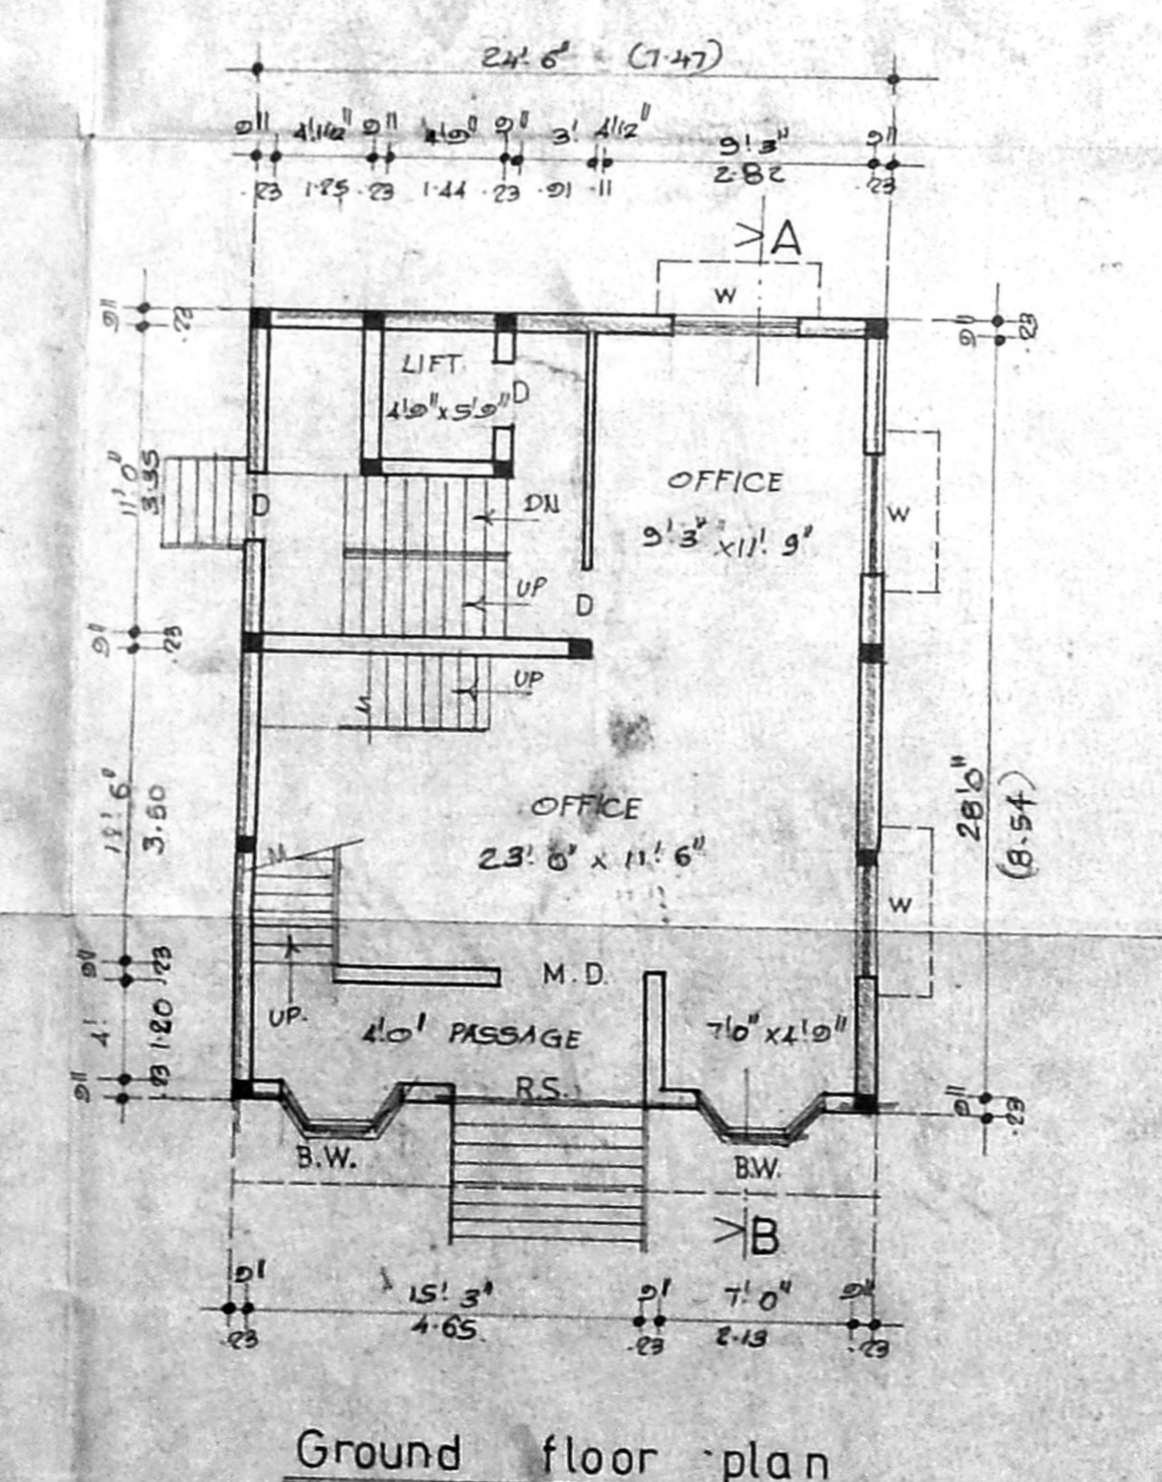 24'. 6" (7.47)
9" 4'1½" 9" 4'9" 9" 3' 4½" 9'. 3" 9"
.23 1.25 .23 1.44 .23 .91 .11 2.82 .23
> A
W
9" .23
9" .23
LIFT.
4'9" x 5'9" D
OFFICE
9'. 3" x 11'. 9"
W
11'. 0"
3.35
D
DN
UP
D
9" .23
UP
OFFICE
23'. 0" x 11'. 6"
11'. 6"
3.50
28'0"
(8.54)
W
M. D.
9" .23
UP.
4'0' PASSAGE
7'0" x 4'9"
4' 1.20
R.S.
9" .23
9" .23
B.W.
B.W.
> B
9" 15'. 3" 9" 7'. 0" 9"
.23 4.65 .23 2.13 .23
Ground floor plan